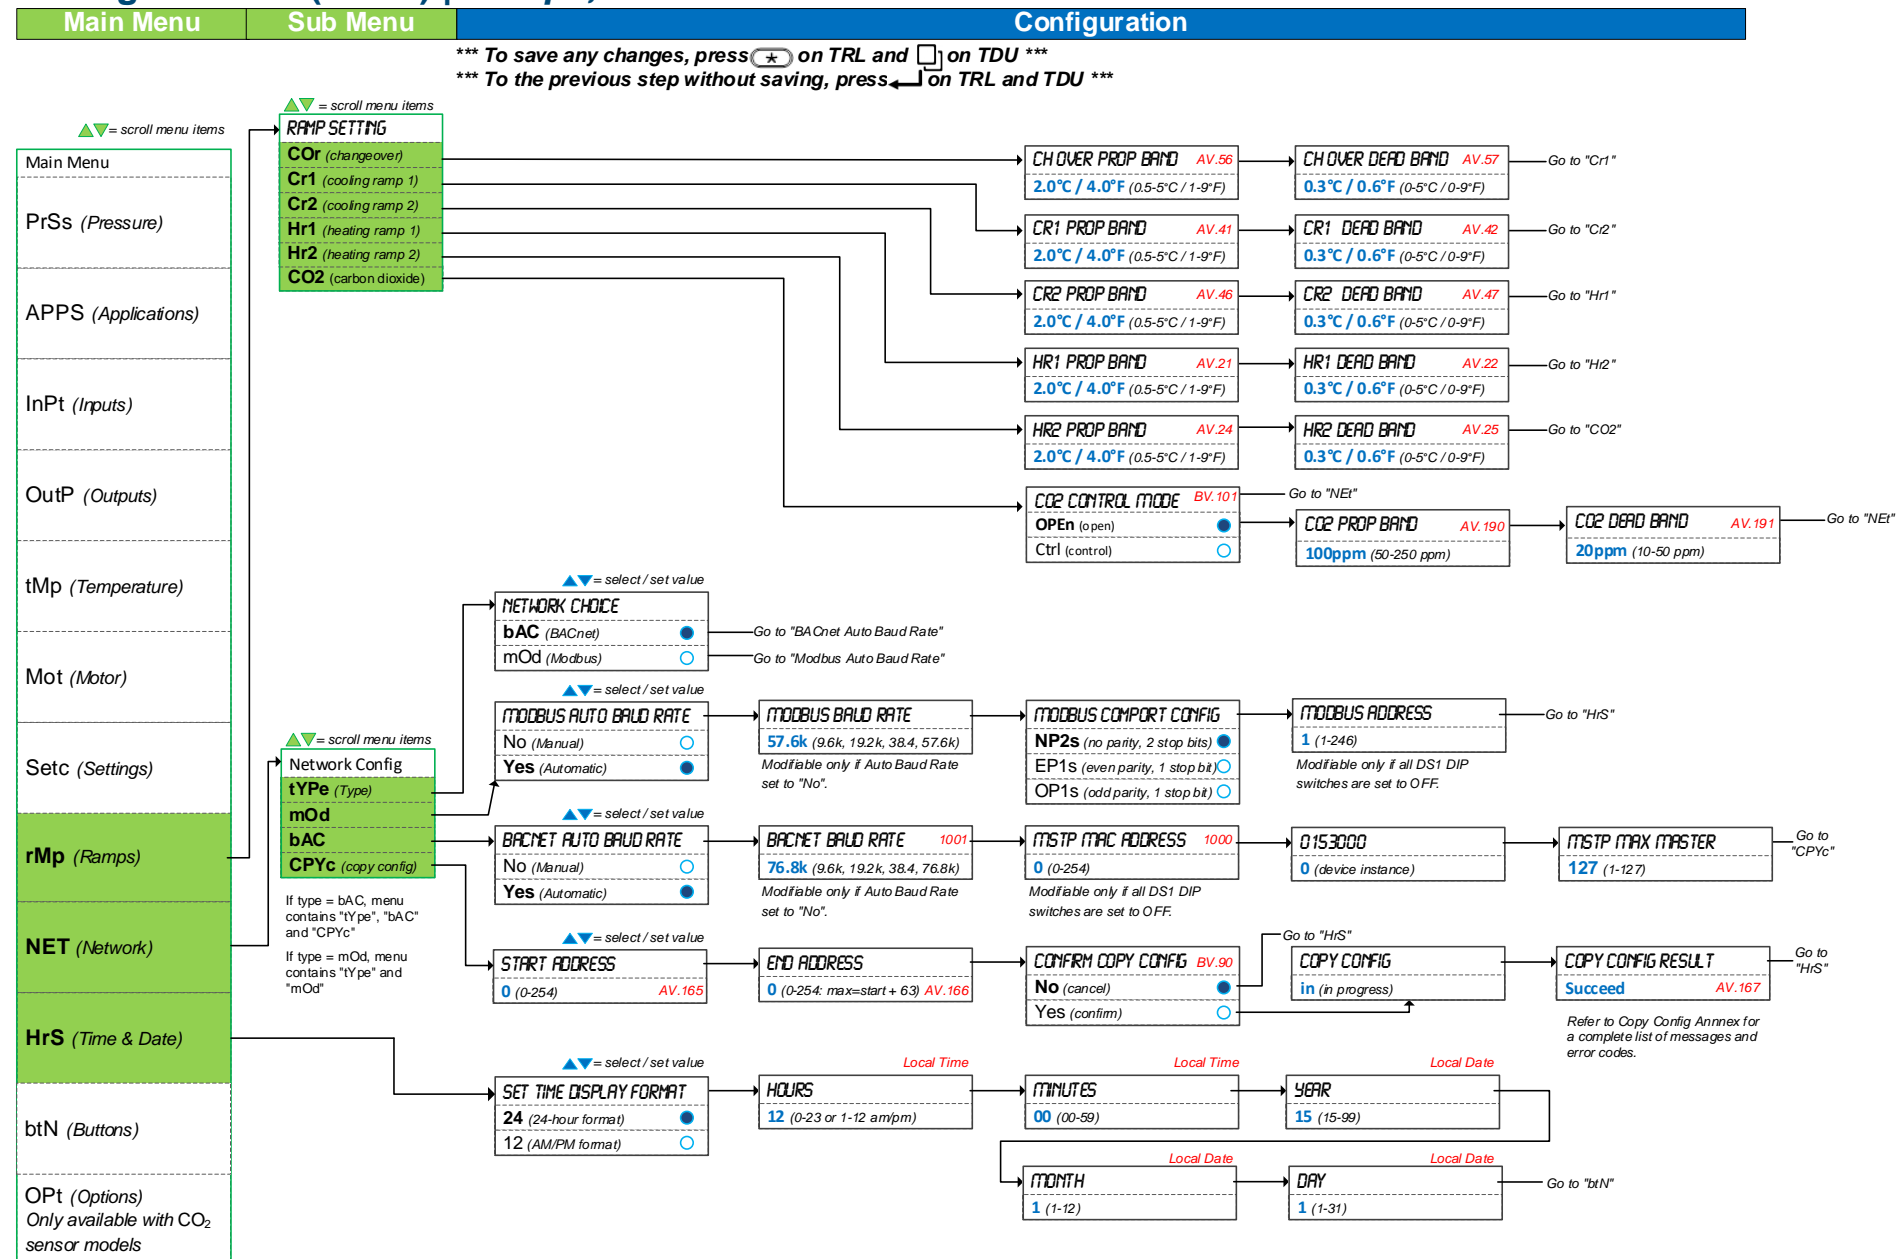 Main Menu
Sub Menu
Configuration
*** To save any changes, press * on TRL and on TDU ***
*** To the previous step without saving, press on TRL and TDU ***
= scroll menu items
Main Menu
PrSs (Pressure)
APPS (Applications)
InPt (Inputs)
OutP (Outputs)
tMp (Temperature)
Mot (Motor)
Setc (Settings)
rMp (Ramps)
NET (Network)
HrS (Time & Date)
btN (Buttons)
OPt (Options)
Only available with CO2
sensor models
= scroll menu items
RAMP SETTING
COr (changeover)
Cr1 (cooling ramp 1)
Cr2 (cooling ramp 2)
Hr1 (heating ramp 1)
Hr2 (heating ramp 2)
CO2 (carbon dioxide)
CH OVER PROP BAND AV.56
2.0°C / 4.0°F (0.5-5°C / 1-9°F)
CH OVER DEAD BAND AV.57
0.3°C / 0.6°F (0-5°C / 0-9°F)
Go to "Cr1"
CR1 PROP BAND AV.41
2.0°C / 4.0°F (0.5-5°C / 1-9°F)
CR1 DEAD BAND AV.42
0.3°C / 0.6°F (0-5°C / 0-9°F)
Go to "Cr2"
CR2 PROP BAND AV.46
2.0°C / 4.0°F (0.5-5°C / 1-9°F)
CR2 DEAD BAND AV.47
0.3°C / 0.6°F (0-5°C / 0-9°F)
Go to "Hr1"
HR1 PROP BAND AV.21
2.0°C / 4.0°F (0.5-5°C / 1-9°F)
HR1 DEAD BAND AV.22
0.3°C / 0.6°F (0-5°C / 0-9°F)
Go to "Hr2"
HR2 PROP BAND AV.24
2.0°C / 4.0°F (0.5-5°C / 1-9°F)
HR2 DEAD BAND AV.25
0.3°C / 0.6°F (0-5°C / 0-9°F)
Go to "CO2"
CO2 CONTROL MODE BV.101
OPEn (open)
Ctrl (control)
Go to "NEt"
CO2 PROP BAND AV.190
100ppm (50-250 ppm)
CO2 DEAD BAND AV.191
20ppm (10-50 ppm)
Go to "NEt"
= scroll menu items
Network Config
tYPe (Type)
mOd
bAC
CPYc (copy config)
If type = bAC, menu
contains "tYpe", "bAC"
and "CPYc"
If type = mOd, menu
contains "tYpe" and
"mOd"
= select / set value
NETWORK CHOICE
bAC (BACnet)
mOd (Modbus)
Go to "BACnet Auto Baud Rate"
Go to "Modbus Auto Baud Rate"
= select / set value
MODBUS AUTO BAUD RATE
No (Manual)
Yes (Automatic)
MODBUS BAUD RATE
57.6k (9.6k, 19.2k, 38.4, 57.6k)
Modifiable only if Auto Baud Rate
set to "No".
MODBUS COMPORT CONFIG
NP2s (no parity, 2 stop bits)
EP1s (even parity, 1 stop bit)
OP1s (odd parity, 1 stop bit)
MODBUS ADDRESS
1 (1-246)
Modifiable only if all DS1 DIP
switches are set to OFF.
Go to "HrS"
= select / set value
BACNET AUTO BAUD RATE
No (Manual)
Yes (Automatic)
BACNET BAUD RATE 1001
76.8k (9.6k, 19.2k, 38.4, 76.8k)
Modifiable only if Auto Baud Rate
set to "No".
MSTP MAC ADDRESS 1000
0 (0-254)
Modifiable only if all DS1 DIP
switches are set to OFF.
0153000
0 (device instance)
MSTP MAX MASTER
127 (1-127)
Go to
"CPYc"
= select / set value
START ADDRESS
0 (0-254) AV.165
END ADDRESS
0 (0-254: max=start + 63) AV.166
CONFIRM COPY CONFIG BV.90
No (cancel)
Yes (confirm)
Go to "HrS"
COPY CONFIG
in (in progress)
COPY CONFIG RESULT
Succeed AV.167
Go to
"HrS"
Refer to Copy Config Annnex for
a complete list of messages and
error codes.
= select / set value
SET TIME DISPLAY FORMAT
24 (24-hour format)
12 (AM/PM format)
Local Time
HOURS
12 (0-23 or 1-12 am/pm)
Local Time
MINUTES
00 (00-59)
Local Date
YEAR
15 (15-99)
Local Date
MONTH
1 (1-12)
Local Date
DAY
1 (1-31)
Go to "btN"